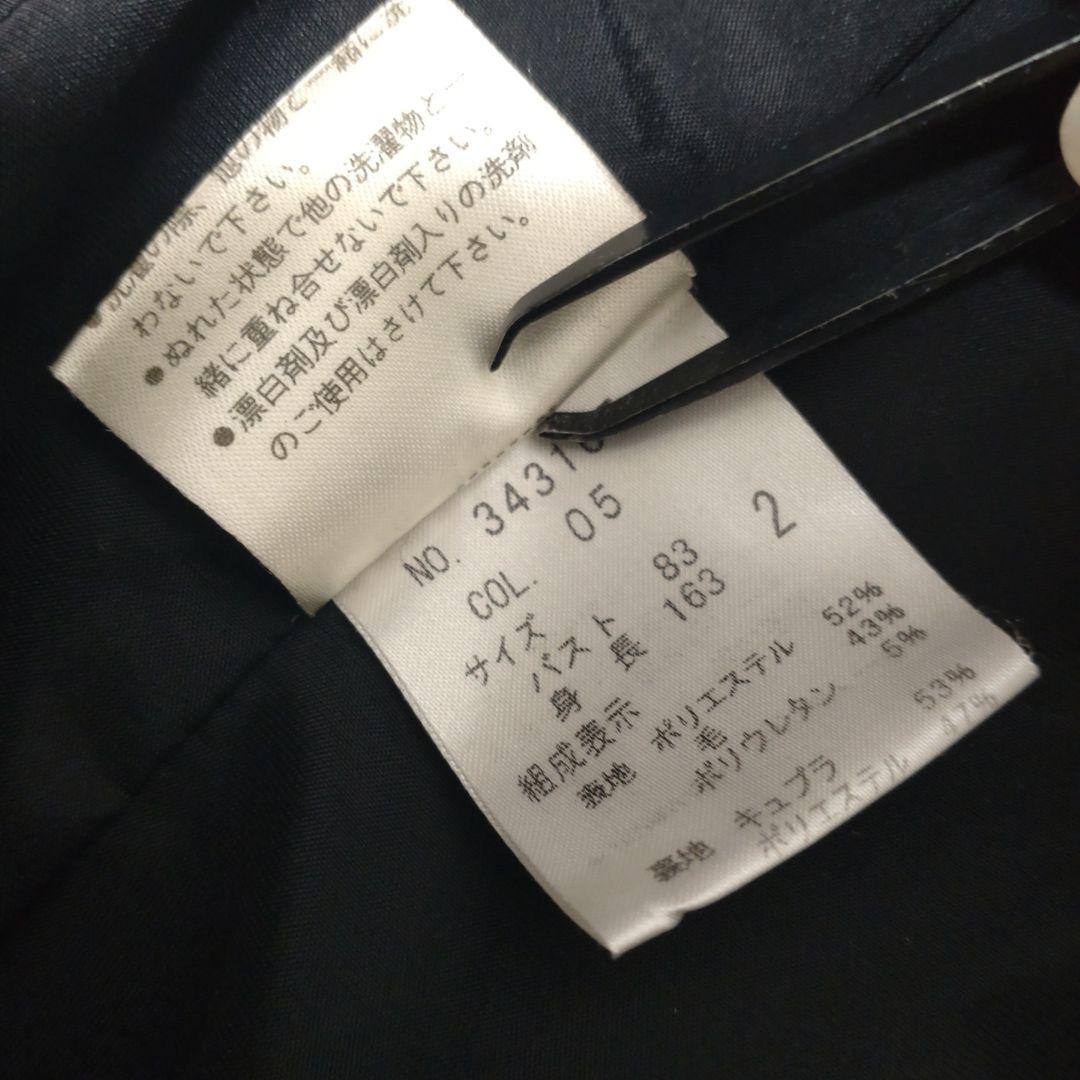 わないで下さい。
●ぬれた状態で他の洗濯物と一
緒に重ね合せないで下さい。
●漂白剤及び漂白剤入りの洗剤
のご使用はさけて下さい。
NO. 3431
COL. 05
サイズ 2
バスト 83
身長 163
組成表示
表地 ポリエステル 52%
毛 43%
ポリウレタン 5%
裏地 キュプラ 53%
ポリエステル 47%